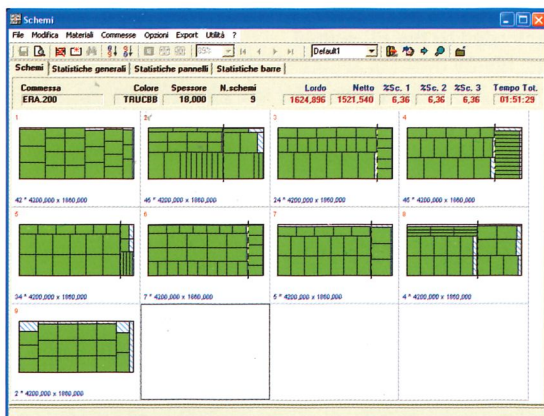 Schemi
File Modifica Materiali Commesse Opzioni Export Utilità ?
Default1
Schemi Statistiche generali Statistiche pannelli Statistiche barre
Commessa Colore Spessore N.schemi Lordo Netto %Sc. 1 %Sc. 2 %Sc. 3 Tempo Tot.
ERA.200 TRUCBB 18,000 9 1624,896 1521,540 6,36 6,36 6,36 01:51:29
1 2V 3 4
42 * 4200,000 x 1860,000 46 * 4200,000 x 1860,000 24 * 4200,000 x 1860,000 46 * 4200,000 x 1860,000
5 6 7 8
34 * 4200,000 x 1860,000 7 * 4200,000 x 1860,000 5 * 4200,000 x 1860,000 4 * 4200,000 x 1860,000
9
2 * 4200,000 x 1860,000